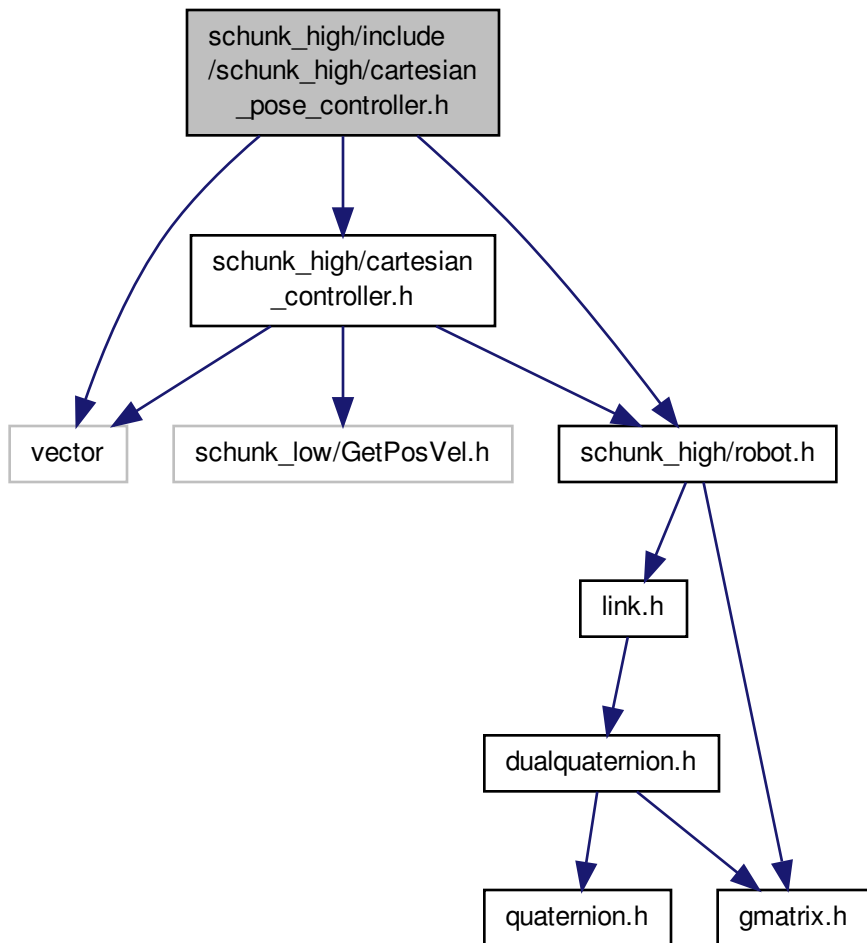 schunk_high/include
/schunk_high/cartesian
_pose_controller.h
schunk_high/cartesian
_controller.h
vector
schunk_low/GetPosVel.h
schunk_high/robot.h
link.h
dualquaternion.h
quaternion.h
gmatrix.h